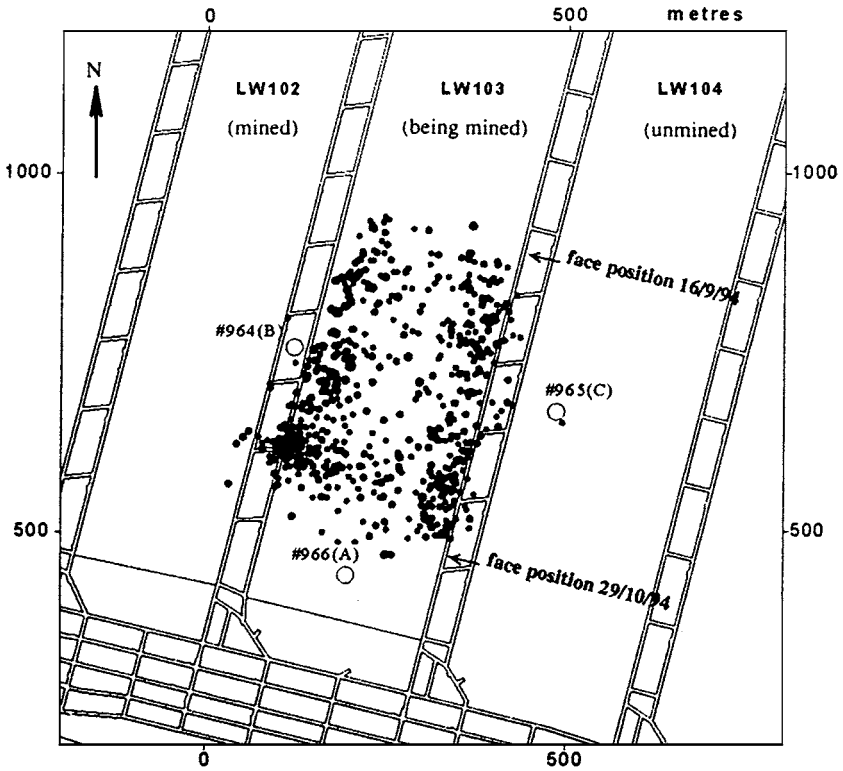 0 500 metres
N
LW102 LW103 LW104
(mined) (being mined) (unmined)
1000 1000
face position 16/9/94
#964(B)
#965(C)
500 500
#966(A)
face position 29/10/94
0 500